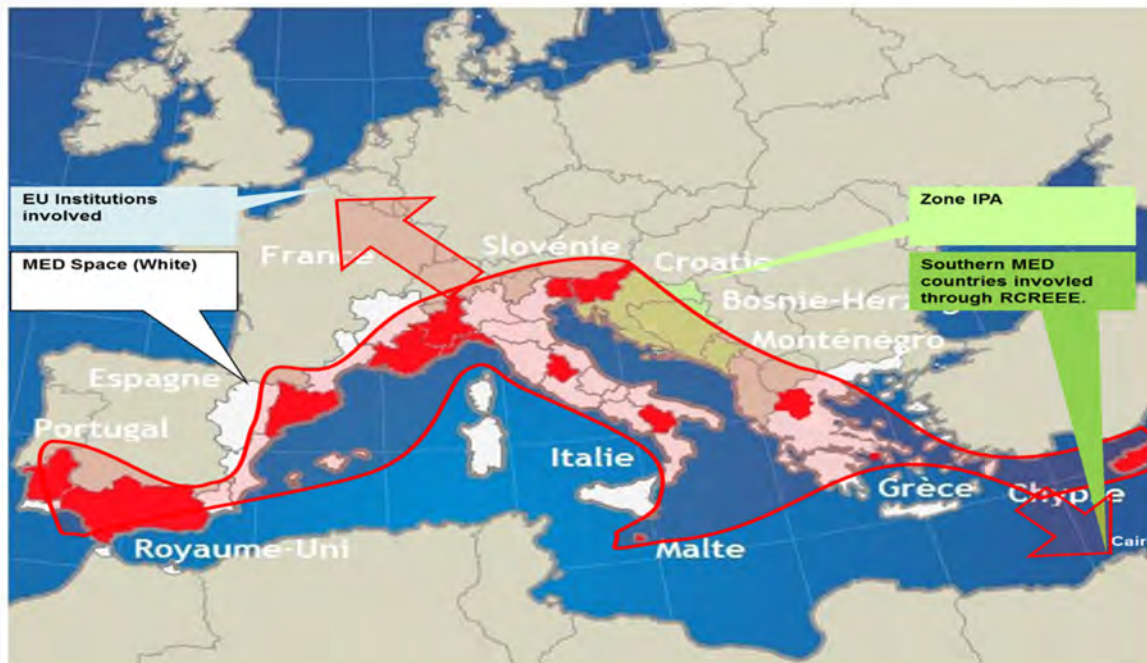 EU Institutions
involved
MED Space (White)
Zone IPA
Southern MED
countries invovled
through RCREEE.
France
Slovénie
Croatie
Bosnie-Herz
Monténégro
Espagne
Portugal
Italie
Grèce
Chypre
Royaume-Uni
Malte
Cair